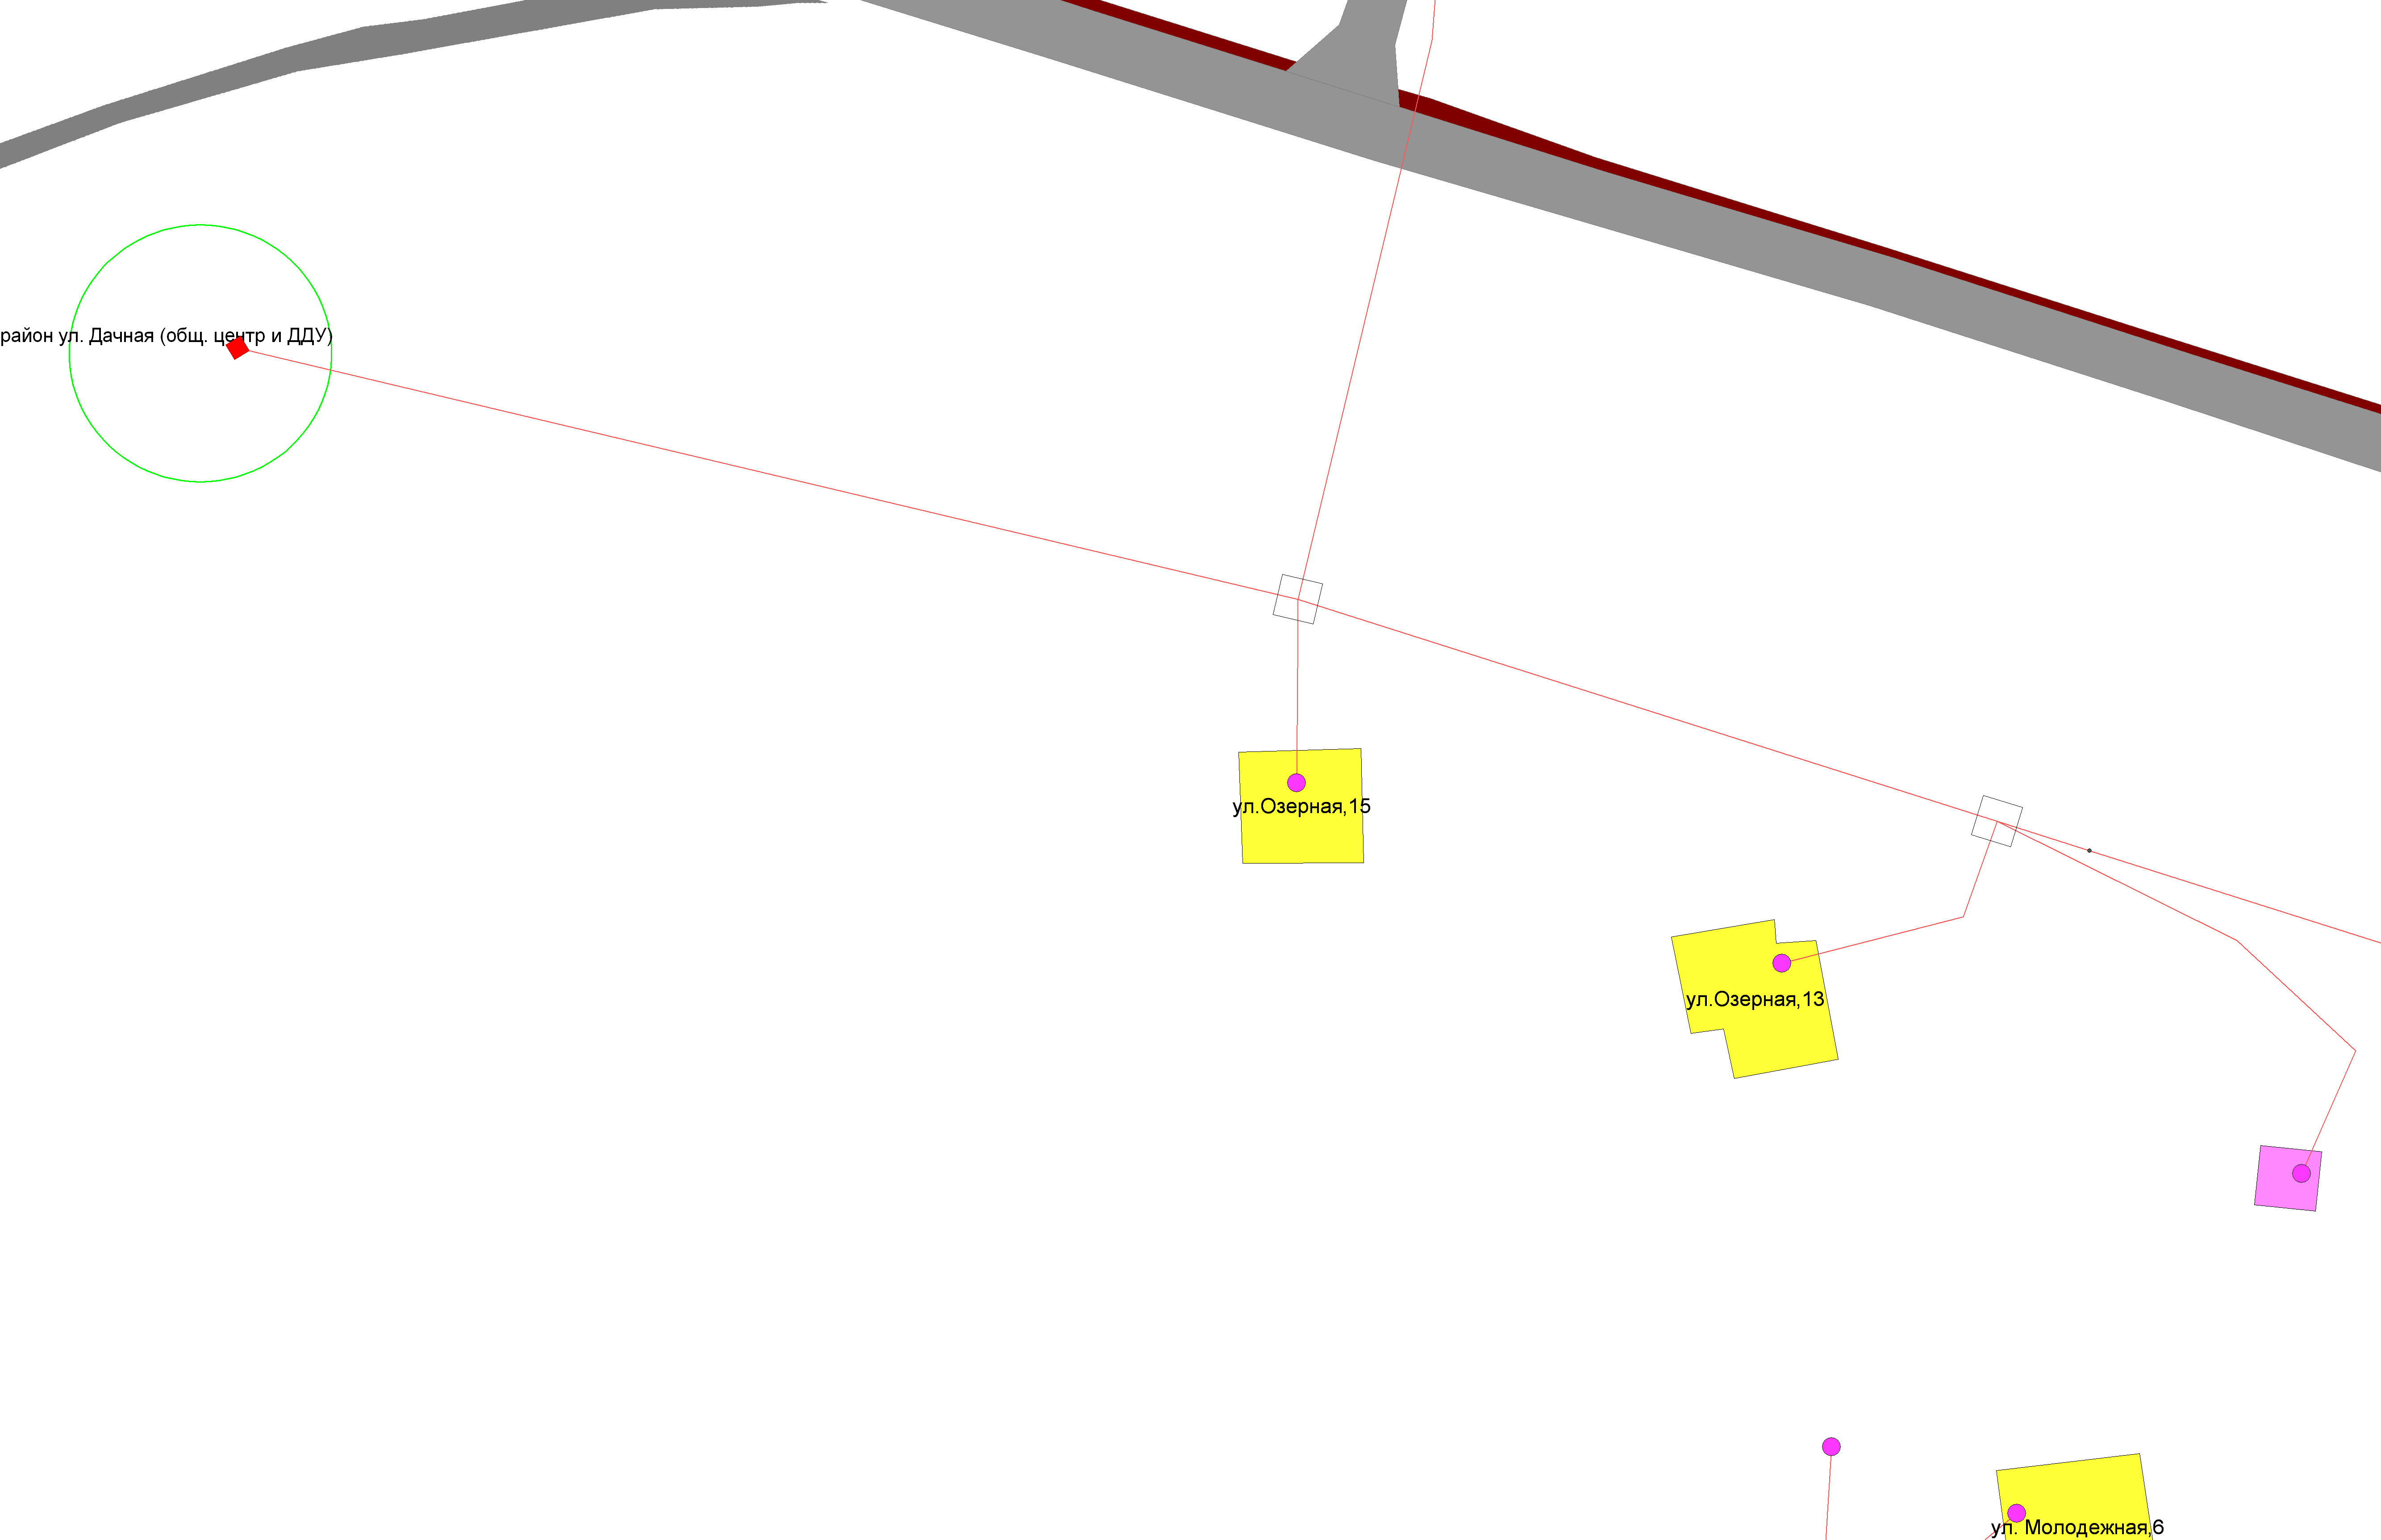 район ул. Дачная (общ. центр и ДДУ)
ул.Озерная,15
ул.Озерная,13
ул. Молодежная,6